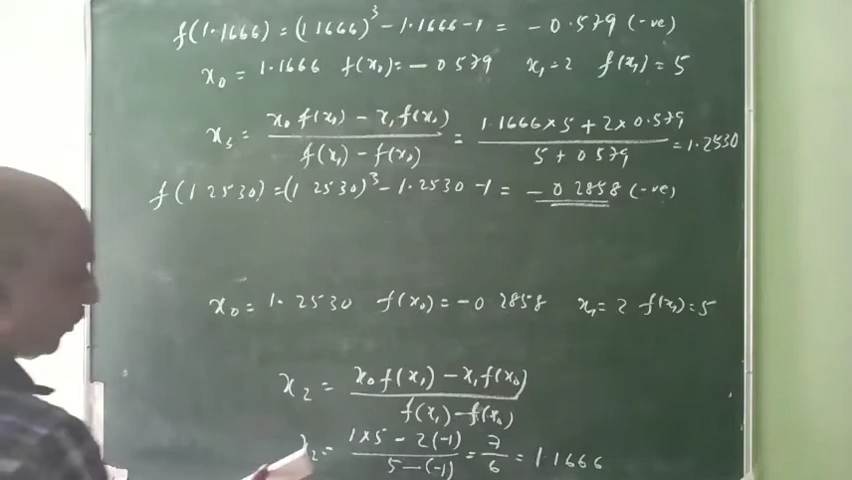 f(1.1666) = (1 1666)³ - 1.1666 - 1 = - 0.579 (-ve)
x₀ = 1.1666 f(x₀) = - 0 579 x₁ = 2 f(x₁) = 5
x₃ = x₀ f(x₁) - x₁ f(x₀) / f(x₁) - f(x₀) = 1.1666 × 5 + 2 × 0.579 / 5 + 0 579 = 1.2530
f(1 2530) = (1 2530)³ - 1.2530 - 1 = - 0 2858 (-ve)
x₀ = 1. 2530 f(x₀) = - 0 2858 x₁ = 2 f(x₁) = 5
x₂ = x₀ f(x₁) - x₁ f(x₀) / f(x₁) - f(x₀)
x₂ = 1 × 5 - 2 (-1) / 5 - (-1) = 7 / 6 = 1.1666